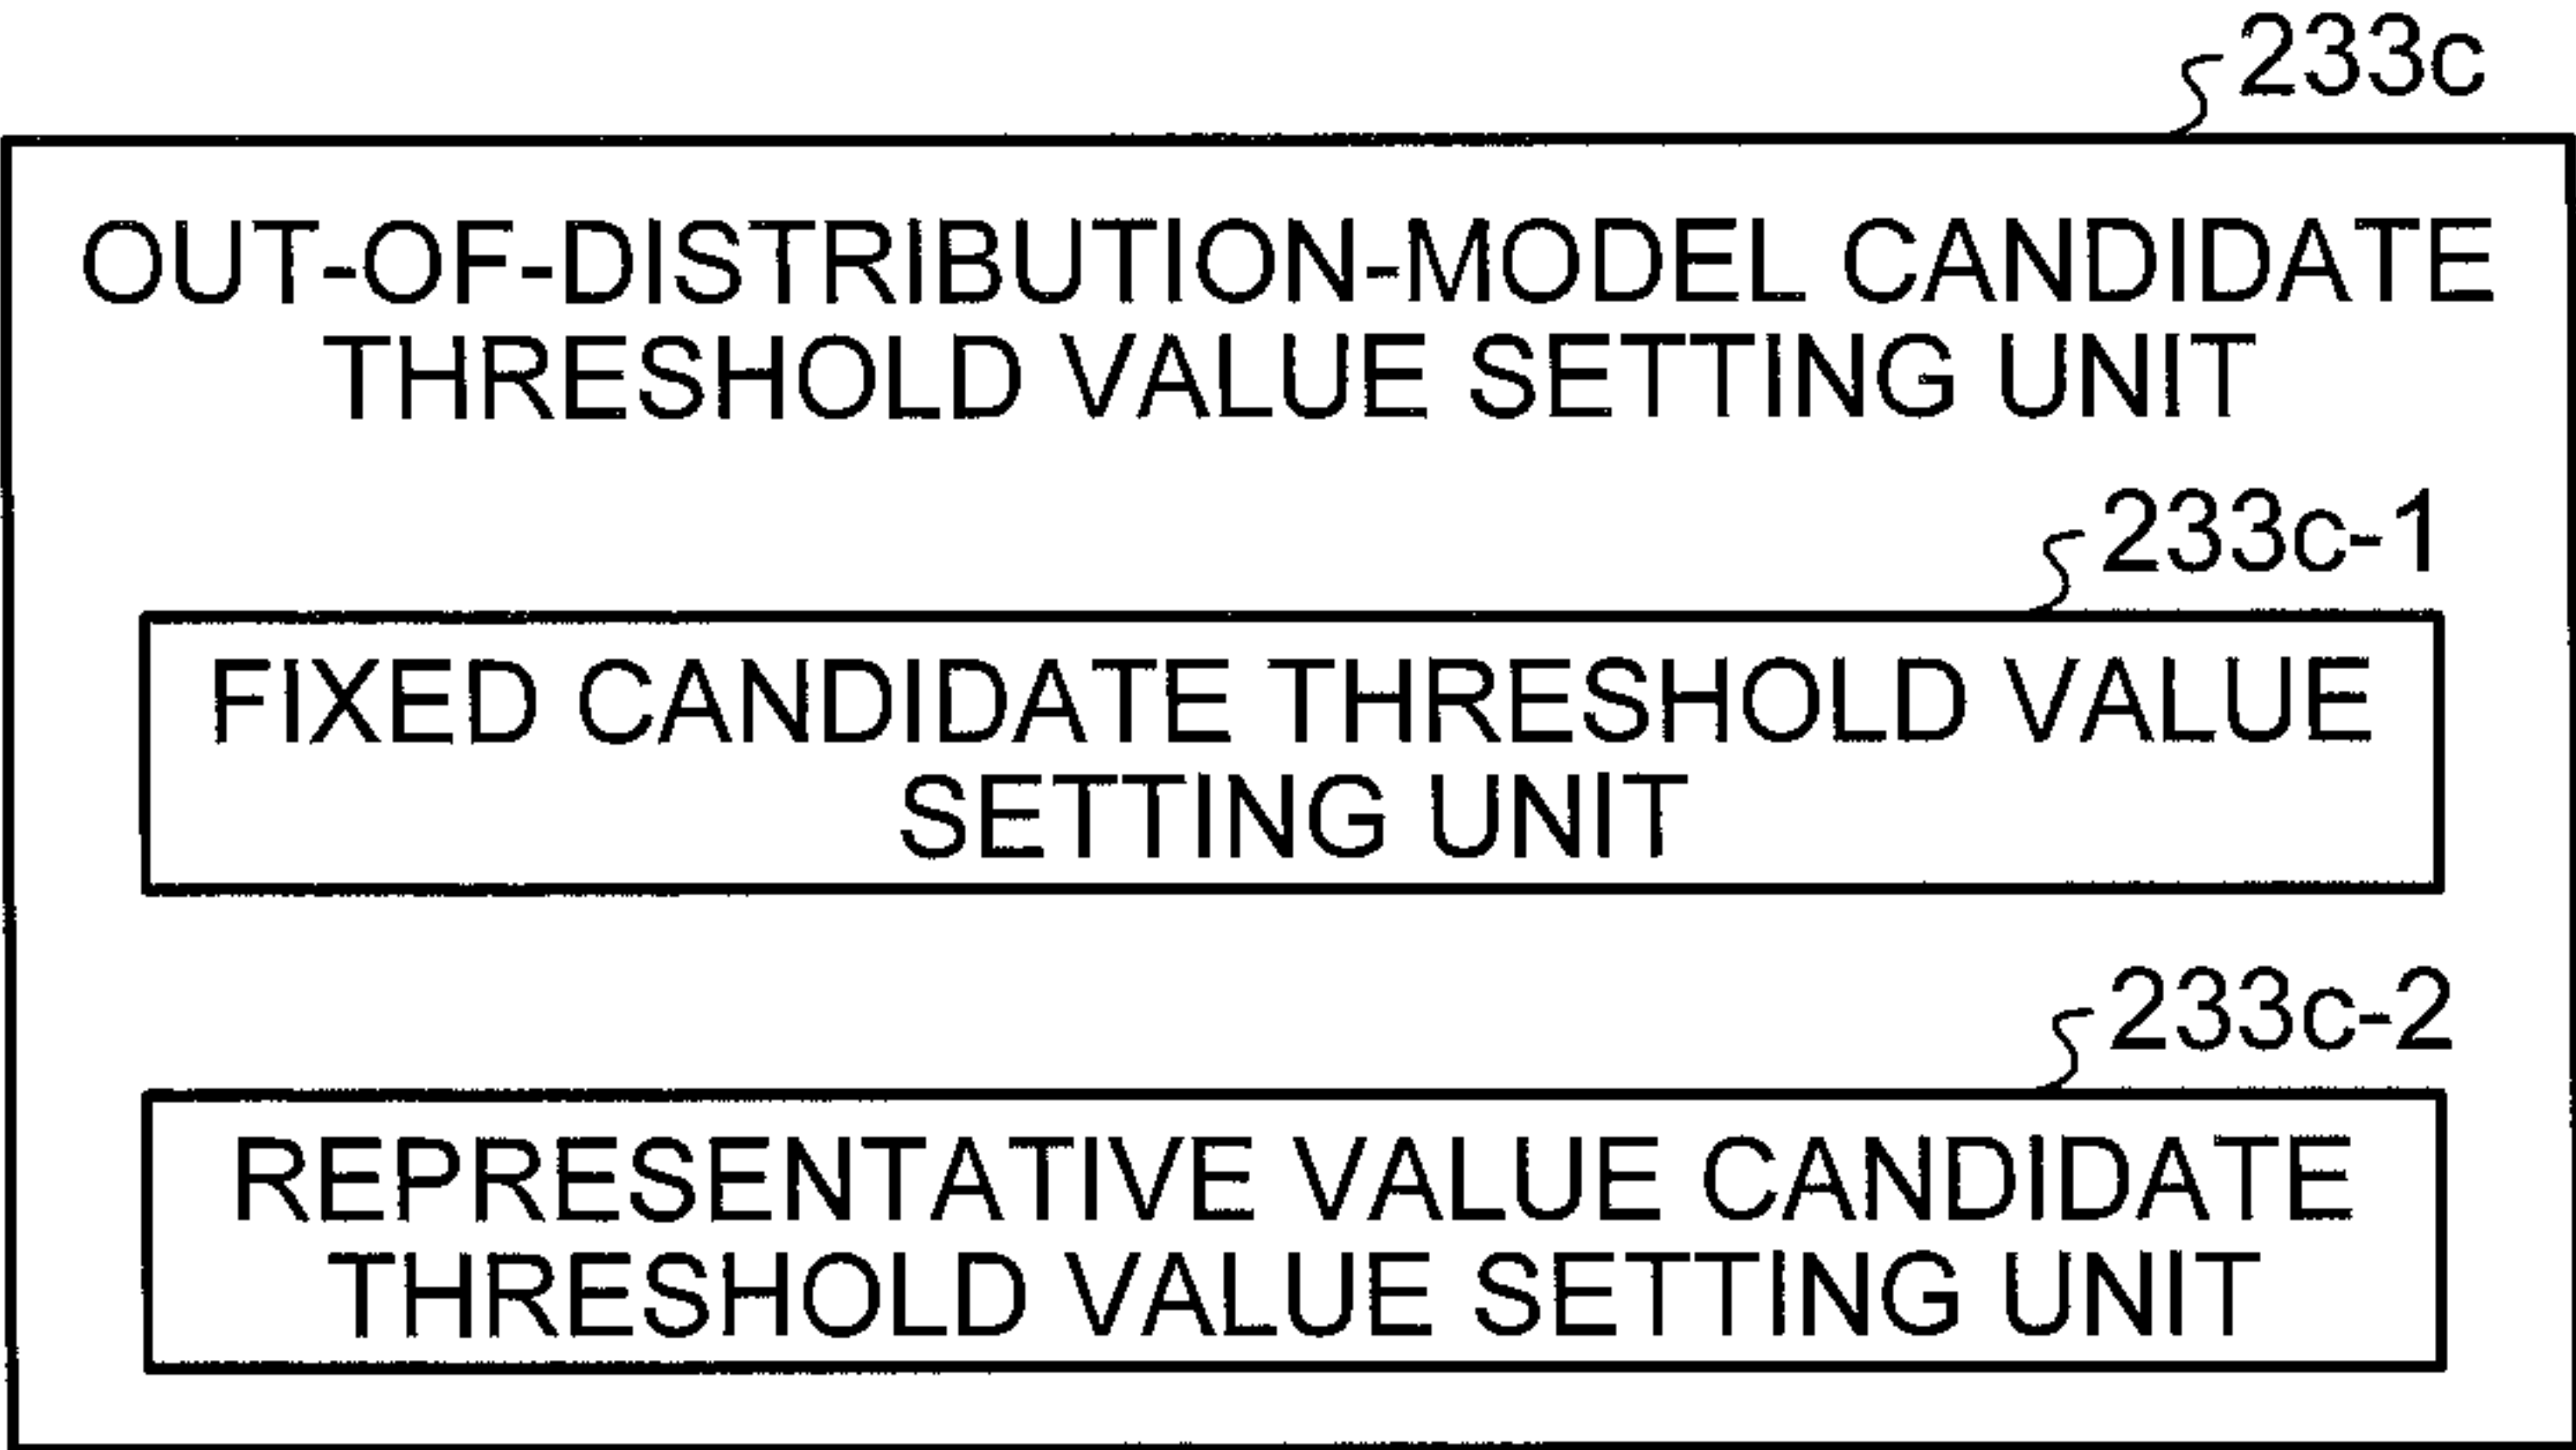 233c
OUT-OF-DISTRIBUTION-MODEL CANDIDATE
THRESHOLD VALUE SETTING UNIT
233c-1
FIXED CANDIDATE THRESHOLD VALUE
SETTING UNIT
233c-2
REPRESENTATIVE VALUE CANDIDATE
THRESHOLD VALUE SETTING UNIT